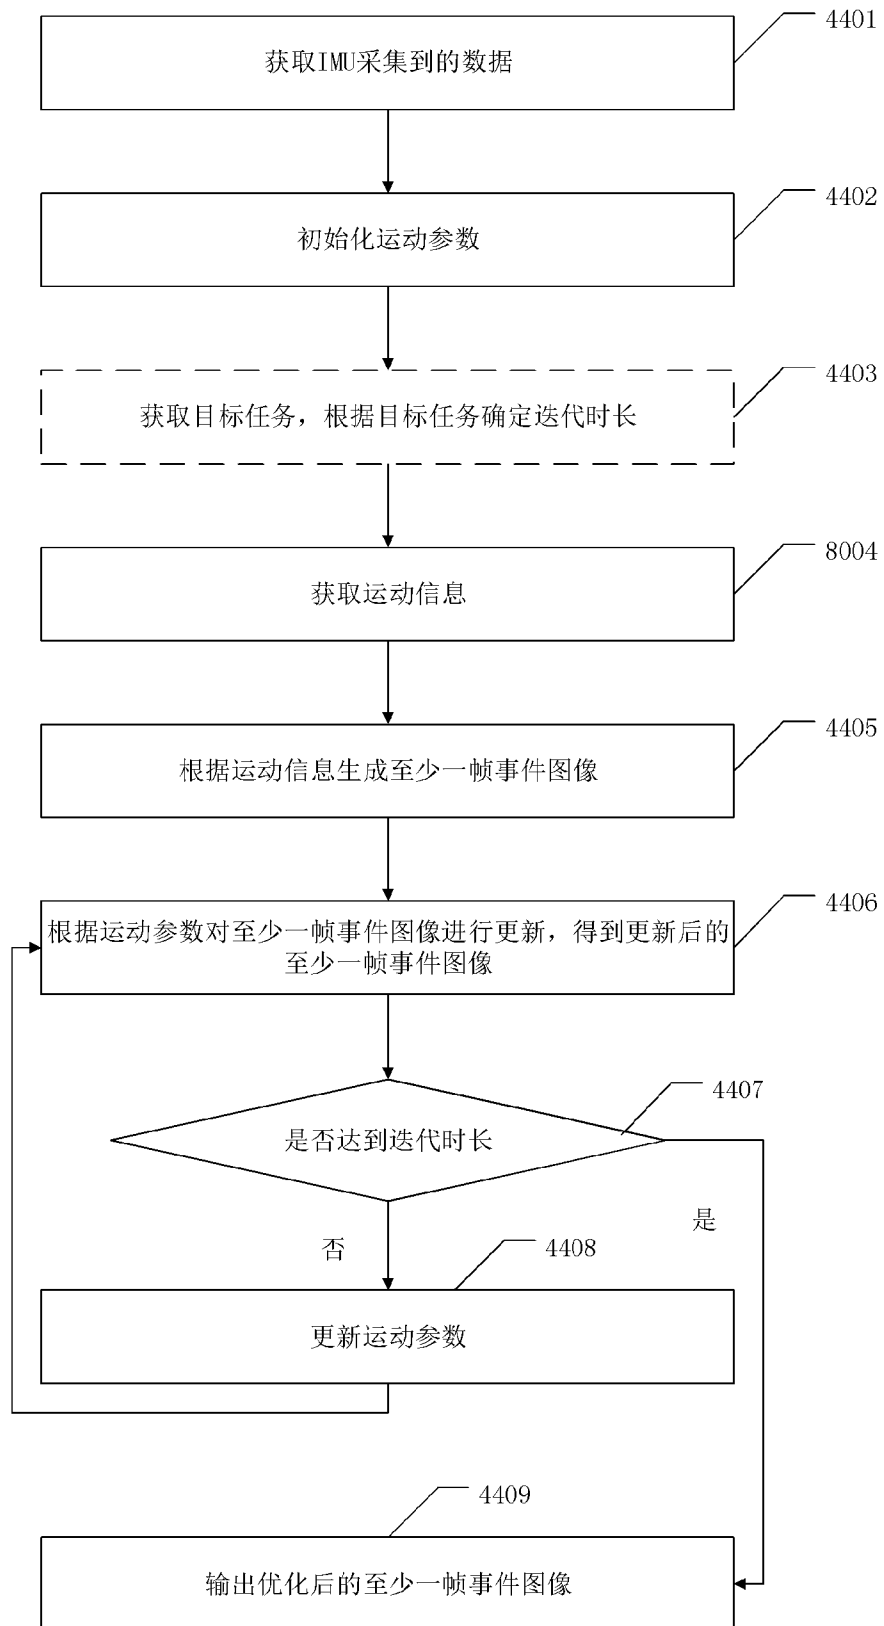 4401
获取IMU采集到的数据
4402
初始化运动参数
4403
获取目标任务，根据目标任务确定迭代时长
8004
获取运动信息
4405
根据运动信息生成至少一帧事件图像
4406
根据运动参数对至少一帧事件图像进行更新，得到更新后的
至少一帧事件图像
4407
是否达到迭代时长
是
否
4408
更新运动参数
4409
输出优化后的至少一帧事件图像